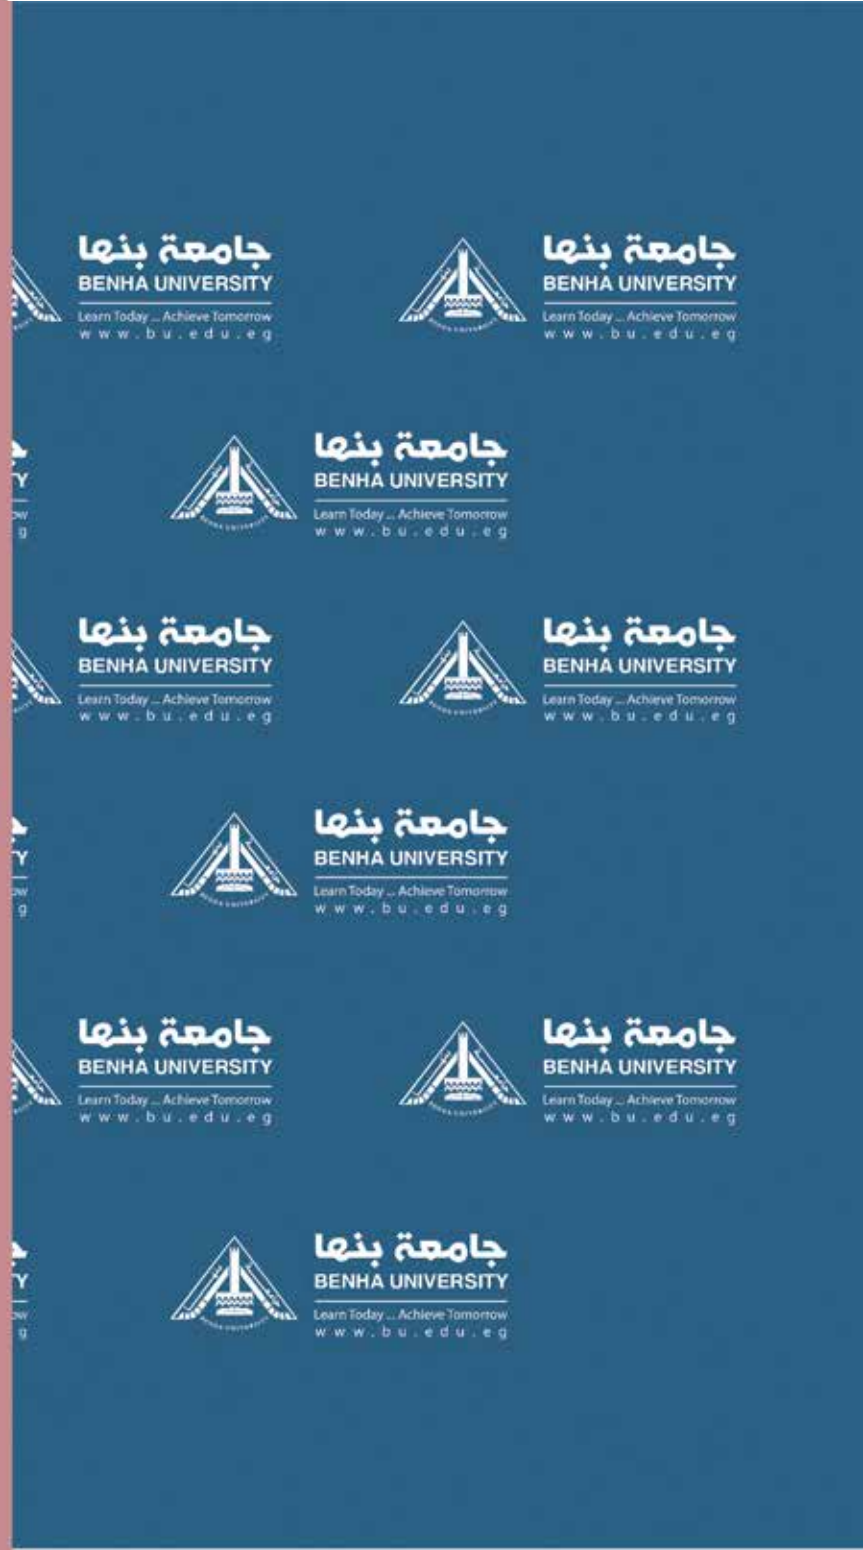 جامعة بنها
BENHA UNIVERSITY
Learn Today ... Achieve Tomorrow
www.bu.edu.eg
جامعة بنها
BENHA UNIVERSITY
Learn Today ... Achieve Tomorrow
www.bu.edu.eg
جامعة بنها
BENHA UNIVERSITY
Learn Today ... Achieve Tomorrow
www.bu.edu.eg
جامعة بنها
BENHA UNIVERSITY
Learn Today ... Achieve Tomorrow
www.bu.edu.eg
جامعة بنها
BENHA UNIVERSITY
Learn Today ... Achieve Tomorrow
www.bu.edu.eg
جامعة بنها
BENHA UNIVERSITY
Learn Today ... Achieve Tomorrow
www.bu.edu.eg
جامعة بنها
BENHA UNIVERSITY
Learn Today ... Achieve Tomorrow
www.bu.edu.eg
جامعة بنها
BENHA UNIVERSITY
Learn Today ... Achieve Tomorrow
www.bu.edu.eg
جامعة بنها
BENHA UNIVERSITY
Learn Today ... Achieve Tomorrow
www.bu.edu.eg